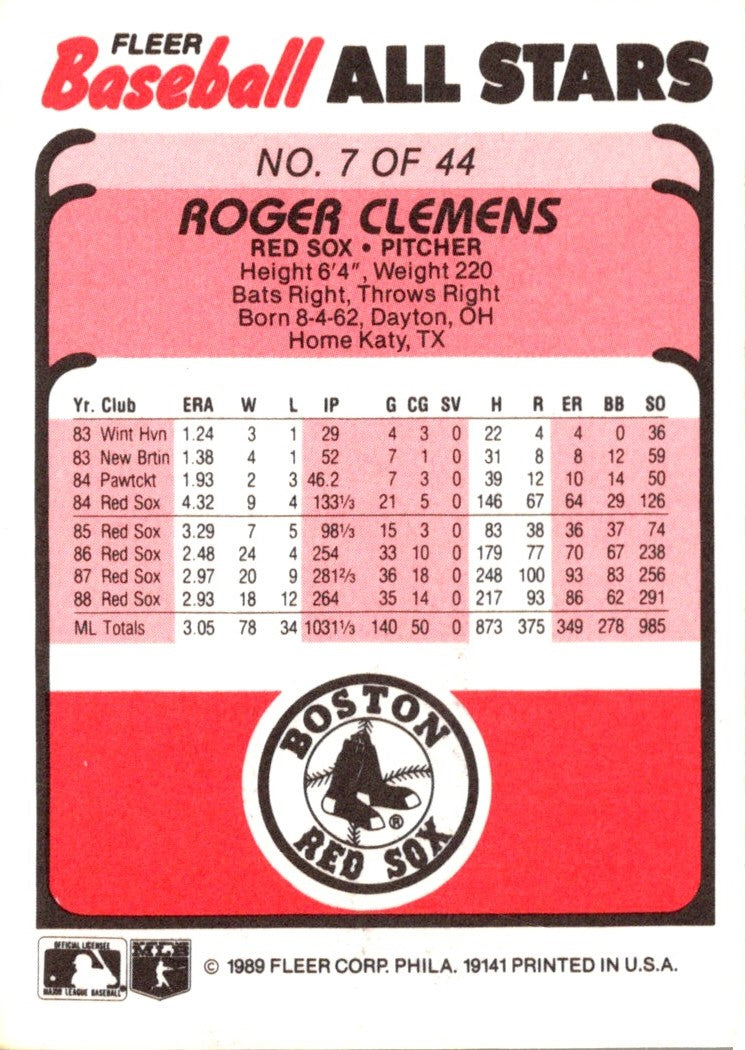 FLEER
Baseball ALL STARS
NO. 7 OF 44
ROGER CLEMENS
RED SOX • PITCHER
Height 6'4", Weight 220
Bats Right, Throws Right
Born 8-4-62, Dayton, OH
Home Katy, TX
Yr. Club ERA W L IP G CG SV H R ER BB SO
83 Wint Hvn 1.24 3 1 29 4 3 0 22 4 4 0 36
83 New Brtin 1.38 4 1 52 7 1 0 31 8 8 12 59
84 Pawtckt 1.93 2 3 46.2 7 3 0 39 12 10 14 50
84 Red Sox 4.32 9 4 133⅓ 21 5 0 146 67 64 29 126
85 Red Sox 3.29 7 5 98⅓ 15 3 0 83 38 36 37 74
86 Red Sox 2.48 24 4 254 33 10 0 179 77 70 67 238
87 Red Sox 2.97 20 9 281⅔ 36 18 0 248 100 93 83 256
88 Red Sox 2.93 18 12 264 35 14 0 217 93 86 62 291
ML Totals 3.05 78 34 1031⅓ 140 50 0 873 375 349 278 985
BOSTON
RED SOX ®
OFFICIAL LICENSEE
MAJOR LEAGUE BASEBALL
MLB
© 1989 FLEER CORP. PHILA. 19141 PRINTED IN U.S.A.